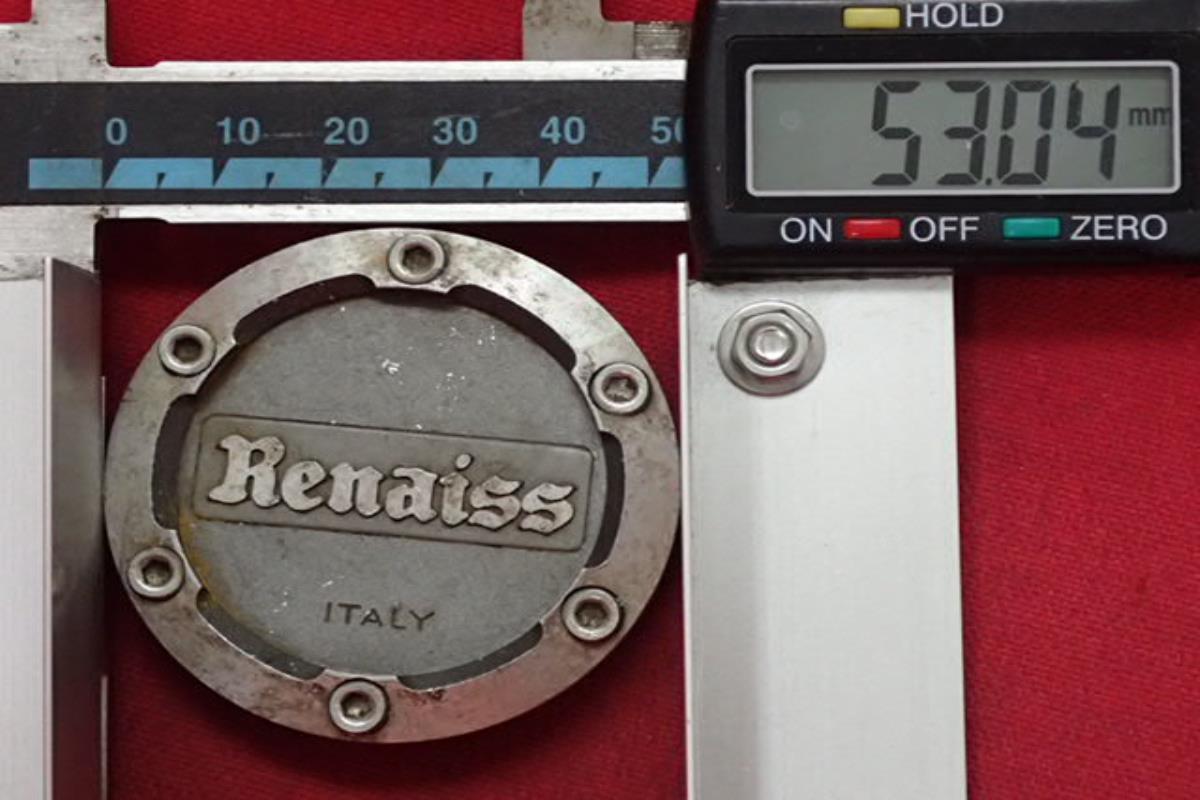 HOLD
53.04 mm
0 10 20 30 40 50
ON OFF ZERO
Renaiss
ITALY